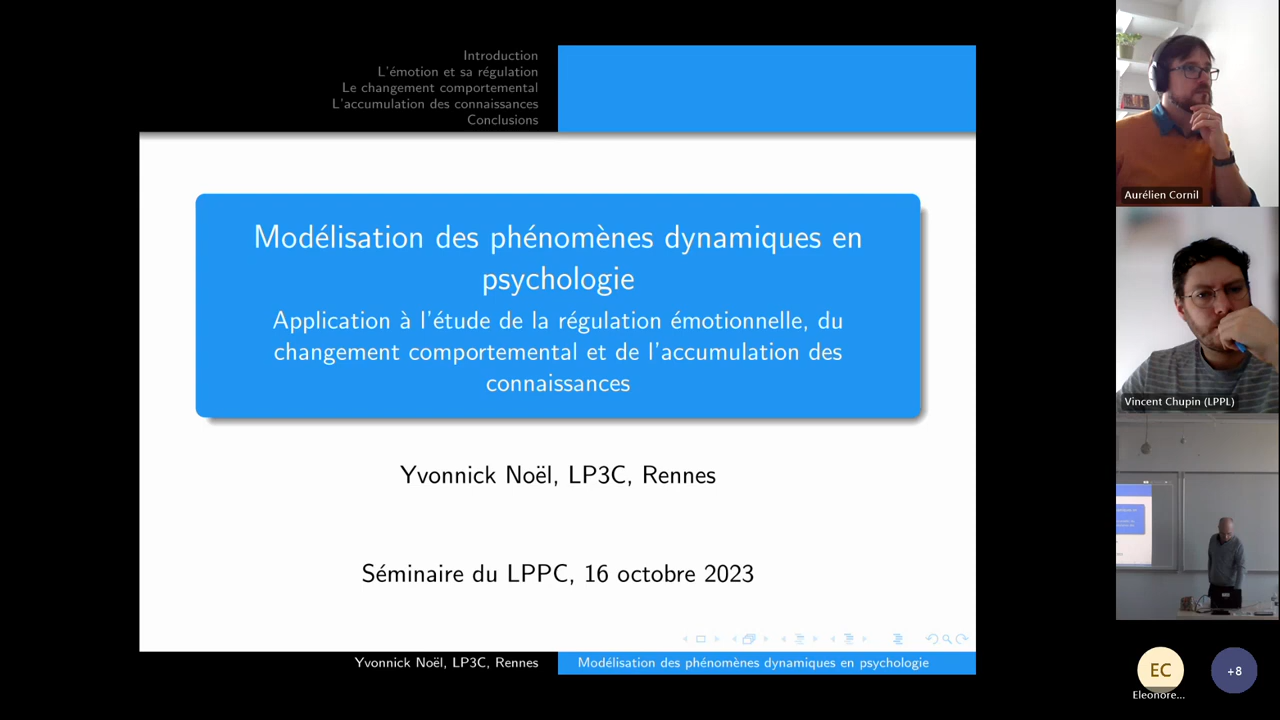 Introduction
L'émotion et sa régulation
Le changement comportemental
L'accumulation des connaissances
Conclusions
Modélisation des phénomènes dynamiques en
psychologie
Application à l'étude de la régulation émotionnelle, du
changement comportemental et de l'accumulation des
connaissances
Yvonnick Noël, LP3C, Rennes
Séminaire du LPPC, 16 octobre 2023
Yvonnick Noël, LP3C, Rennes
Modélisation des phénomènes dynamiques en psychologie
Aurélien Cornil
Vincent Chupin (LPPL)
EC
Eleonore...
+8